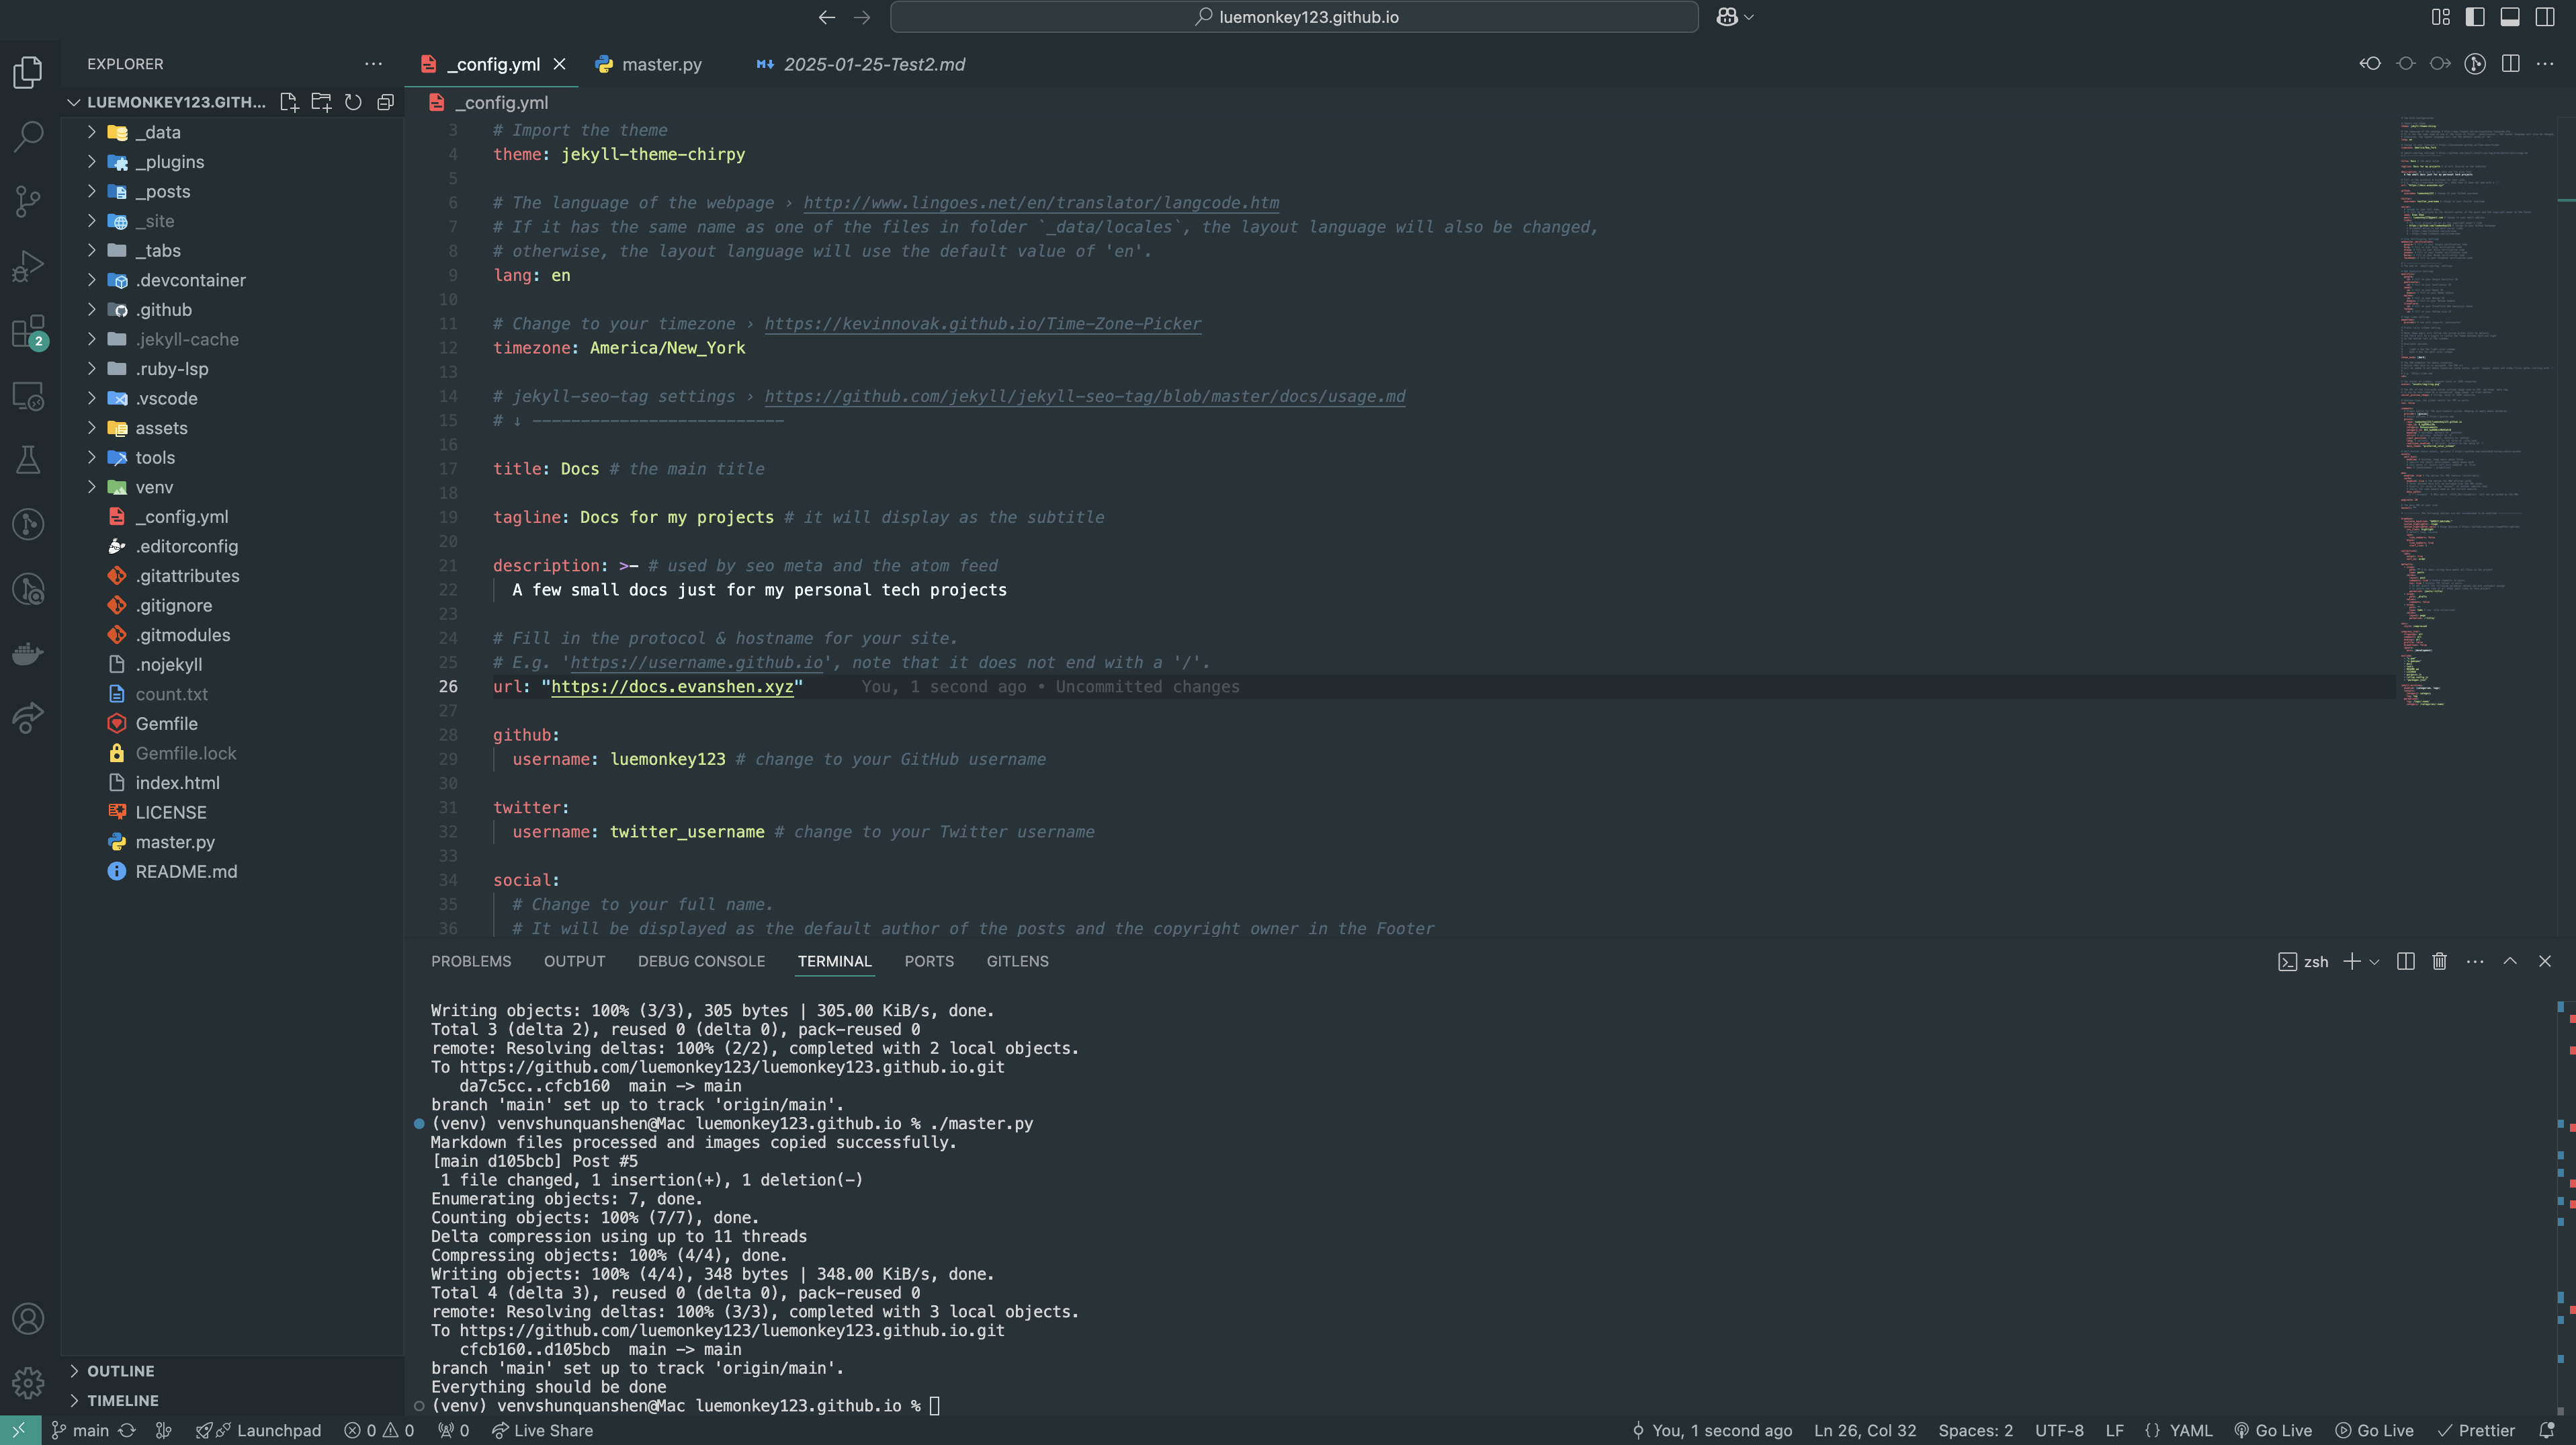 luemonkey123.github.io
EXPLORER
LUEMONKEY123.GITH...
_data
_plugins
_posts
_site
_tabs
.devcontainer
.github
.jekyll-cache
.ruby-lsp
.vscode
assets
tools
venv
_config.yml
.editorconfig
.gitattributes
.gitignore
.gitmodules
.nojekyll
count.txt
Gemfile
Gemfile.lock
index.html
LICENSE
master.py
README.md
OUTLINE
TIMELINE
2
_config.yml
master.py
2025-01-25-Test2.md
_config.yml
3 # Import the theme
4 theme: jekyll-theme-chirpy
5
6 # The language of the webpage › http://www.lingoes.net/en/translator/langcode.htm
7 # If it has the same name as one of the files in folder `_data/locales`, the layout language will also be changed,
8 # otherwise, the layout language will use the default value of 'en'.
9 lang: en
10
11 # Change to your timezone › https://kevinnovak.github.io/Time-Zone-Picker
12 timezone: America/New_York
13
14 # jekyll-seo-tag settings › https://github.com/jekyll/jekyll-seo-tag/blob/master/docs/usage.md
15 # ↓ --------------------------
16
17 title: Docs # the main title
18
19 tagline: Docs for my projects # it will display as the subtitle
20
21 description: >- # used by seo meta and the atom feed
22 A few small docs just for my personal tech projects
23
24 # Fill in the protocol & hostname for your site.
25 # E.g. 'https://username.github.io', note that it does not end with a '/'.
26 url: "https://docs.evanshen.xyz" You, 1 second ago • Uncommitted changes
27
28 github:
29 username: luemonkey123 # change to your GitHub username
30
31 twitter:
32 username: twitter_username # change to your Twitter username
33
34 social:
35 # Change to your full name.
36 # It will be displayed as the default author of the posts and the copyright owner in the Footer
PROBLEMS OUTPUT DEBUG CONSOLE TERMINAL PORTS GITLENS
zsh
Writing objects: 100% (3/3), 305 bytes | 305.00 KiB/s, done.
Total 3 (delta 2), reused 0 (delta 0), pack-reused 0
remote: Resolving deltas: 100% (2/2), completed with 2 local objects.
To https://github.com/luemonkey123/luemonkey123.github.io.git
da7c5cc..cfcb160 main -> main
branch 'main' set up to track 'origin/main'.
(venv) venvshunquanshen@Mac luemonkey123.github.io % ./master.py
Markdown files processed and images copied successfully.
[main d105bcb] Post #5
1 file changed, 1 insertion(+), 1 deletion(-)
Enumerating objects: 7, done.
Counting objects: 100% (7/7), done.
Delta compression using up to 11 threads
Compressing objects: 100% (4/4), done.
Writing objects: 100% (4/4), 348 bytes | 348.00 KiB/s, done.
Total 4 (delta 3), reused 0 (delta 0), pack-reused 0
remote: Resolving deltas: 100% (3/3), completed with 3 local objects.
To https://github.com/luemonkey123/luemonkey123.github.io.git
cfcb160..d105bcb main -> main
branch 'main' set up to track 'origin/main'.
Everything should be done
(venv) venvshunquanshen@Mac luemonkey123.github.io %
main Launchpad 0 0 0 Live Share You, 1 second ago Ln 26, Col 32 Spaces: 2 UTF-8 LF {} YAML Go Live Go Live Prettier